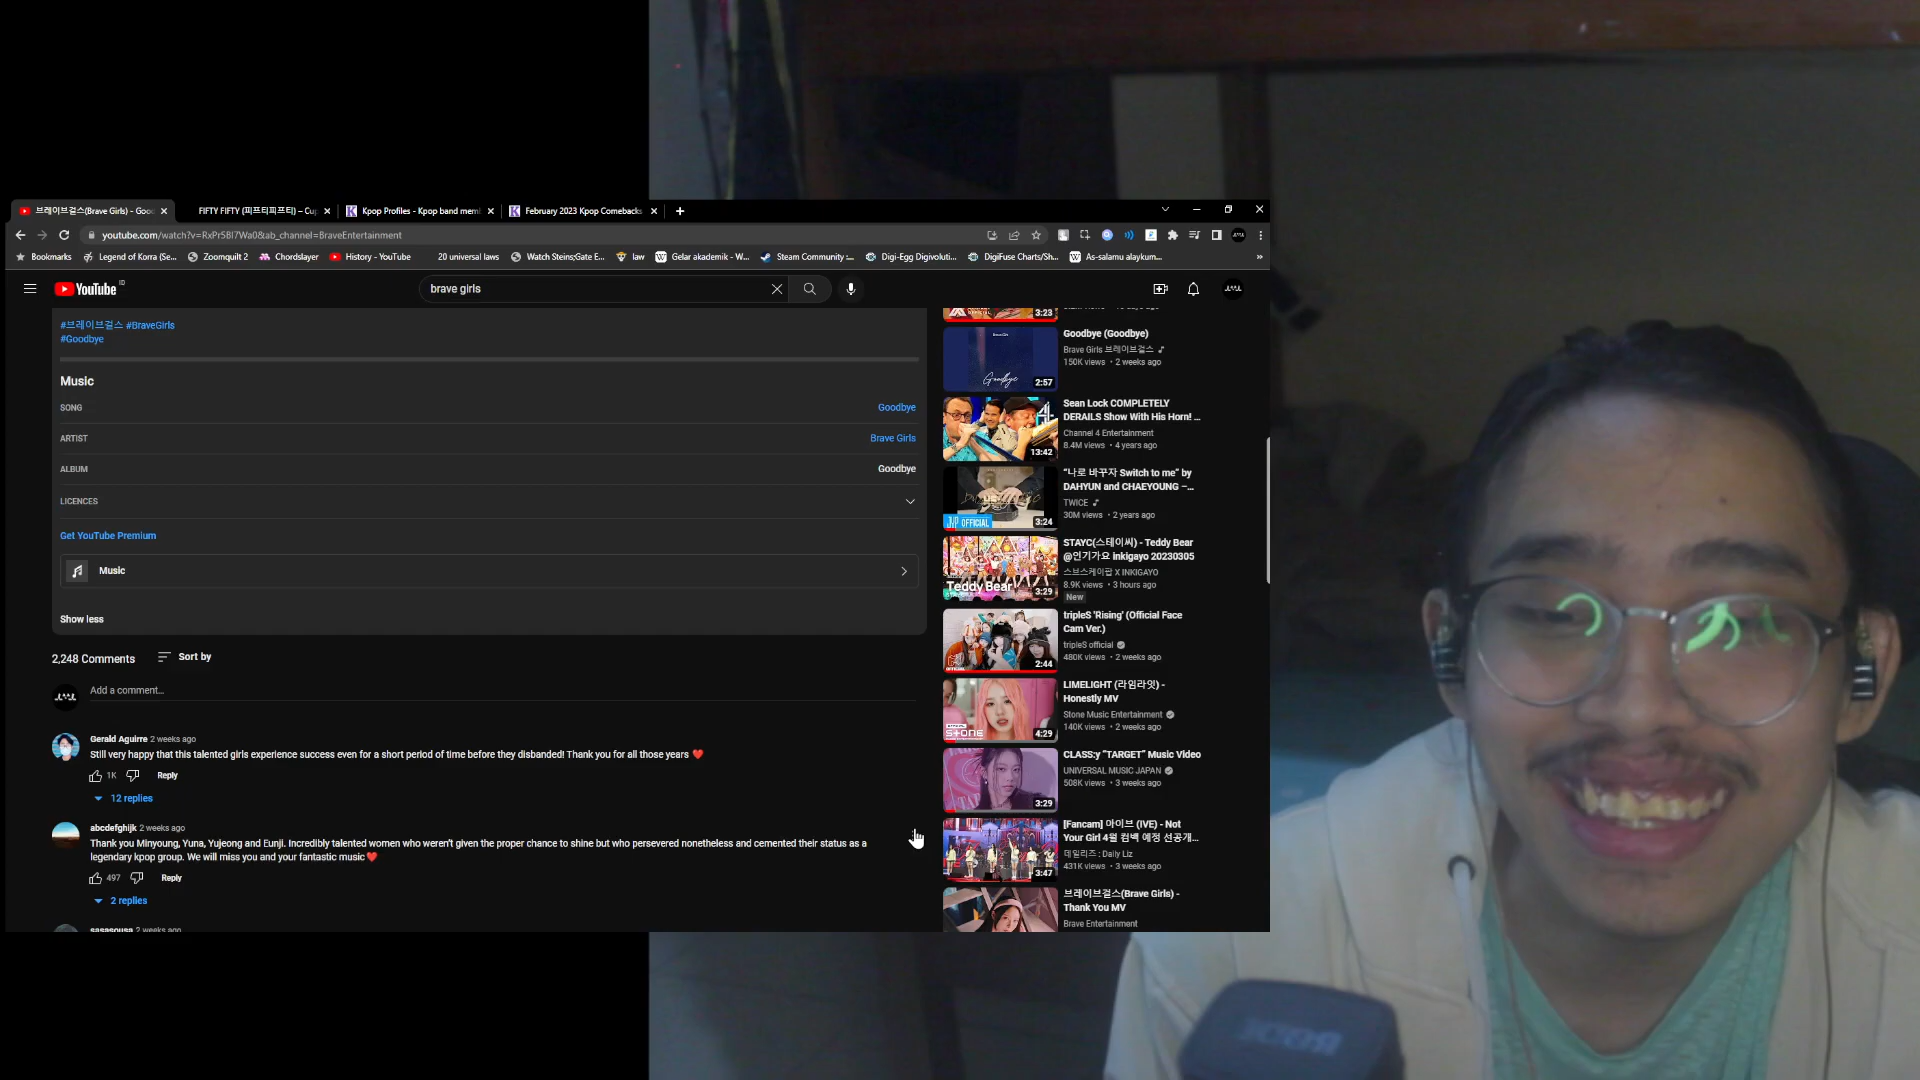 브레이브걸스(Brave Girls) - Goo
FIFTY FIFTY (피프티피프티) – Cup
Kpop Profiles - Kpop band mem
February 2023 Kpop Comebacks
youtube.com/watch?v=RxPr5BI7Wa0&ab_channel=BraveEntertainment
Bookmarks
Legend of Korra (Se...
Zoomquilt 2
Chordslayer
History - YouTube
20 universal laws
Watch Steins;Gate E...
law
Gelar akademik - W...
Steam Community :...
Digi-Egg Digivoluti...
DigiFuse Charts/Sh...
As-salamu alaykum...
YouTube ID
brave girls
#브레이브걸스 #BraveGirls
#Goodbye
Music
SONG
Goodbye
ARTIST
Brave Girls
ALBUM
Goodbye
LICENCES
Get YouTube Premium
Music
Show less
2,248 Comments
Sort by
Add a comment...
Gerald Aguirre 2 weeks ago
Still very happy that this talented girls experience success even for a short period of time before they disbanded! Thank you for all those years ❤️
1K
Reply
12 replies
abcdefghijk 2 weeks ago
Thank you Minyoung, Yuna, Yujeong and Eunji. Incredibly talented women who weren't given the proper chance to shine but who persevered nonetheless and cemented their status as a
legendary kpop group. We will miss you and your fantastic music❤️
497
Reply
2 replies
sasasousa 2 weeks ago
3:23
Goodbye (Goodbye)
Brave Girls 브레이브걸스
150K views • 2 weeks ago
Goodbye
2:57
Sean Lock COMPLETELY
DERAILS Show With His Horn! ...
Channel 4 Entertainment
8.4M views • 4 years ago
13:42
"나로 바꾸자 Switch to me" by
DAHYUN and CHAEYOUNG –...
TWICE
30M views • 2 years ago
JYP OFFICIAL
3:24
STAYC(스테이씨) - Teddy Bear
@인기가요 inkigayo 20230305
스브스케이팝 X INKIGAYO
8.9K views • 3 hours ago
New
Teddy Bear
3:29
tripleS 'Rising' (Official Face
Cam Ver.)
tripleS official
480K views • 2 weeks ago
2:44
LIMELIGHT (라임라잇) -
Honestly MV
Stone Music Entertainment
140K views • 2 weeks ago
STONE
4:29
CLASS:y "TARGET" Music Video
UNIVERSAL MUSIC JAPAN
508K views • 3 weeks ago
3:29
[Fancam] 아이브 (IVE) - Not
Your Girl 4월 컴백 예정 선공개...
데일리즈 : Daily Liz
431K views • 3 weeks ago
3:47
브레이브걸스(Brave Girls) -
Thank You MV
Brave Entertainment